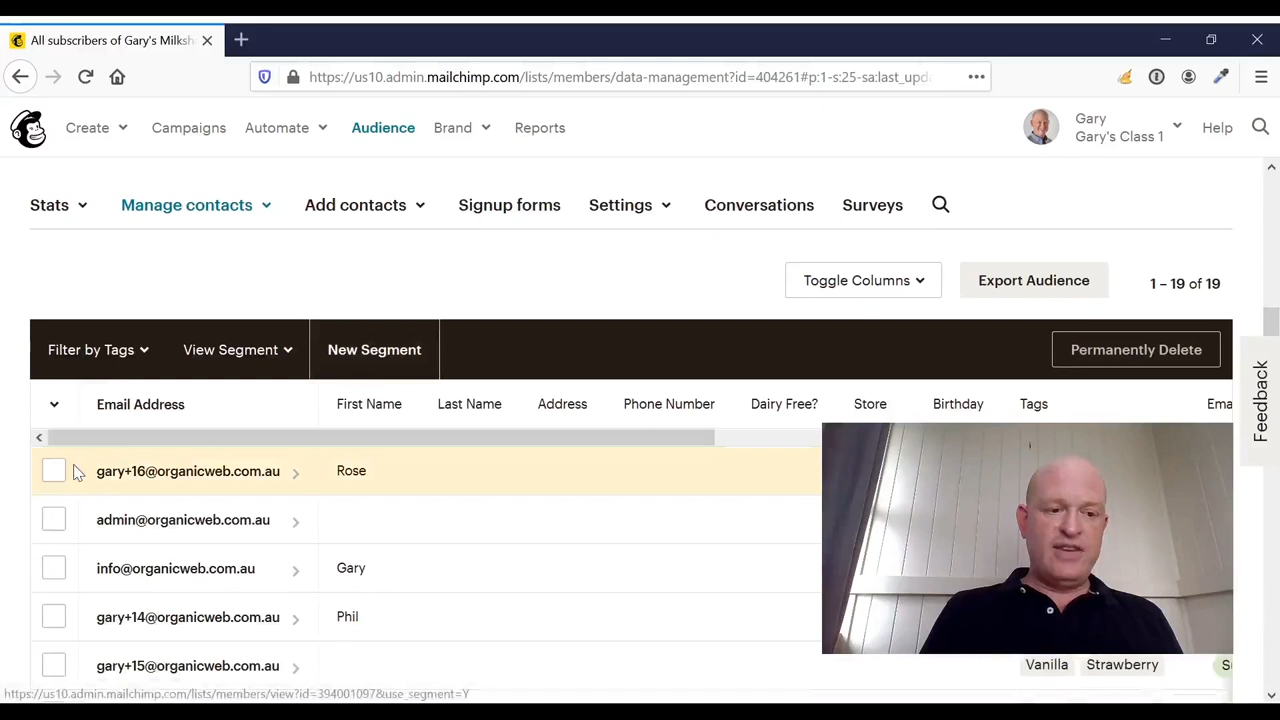 All subscribers of Gary's Milksh
https://us10.admin.mailchimp.com/lists/members/data-management?id=404261#p:1-s:25-sa:last_upd
Create Campaigns Automate Audience Brand Reports
Gary
Gary's Class 1
Help
Stats Manage contacts Add contacts Signup forms Settings Conversations Surveys
Toggle Columns Export Audience 1 – 19 of 19
Filter by Tags View Segment New Segment Permanently Delete
Email Address First Name Last Name Address Phone Number Dairy Free? Store Birthday Tags Ema
gary+16@organicweb.com.au Rose
admin@organicweb.com.au
info@organicweb.com.au Gary
gary+14@organicweb.com.au Phil
gary+15@organicweb.com.au Vanilla Strawberry
Feedback
https://us10.admin.mailchimp.com/lists/members/view?id=394001097&use_segment=Y